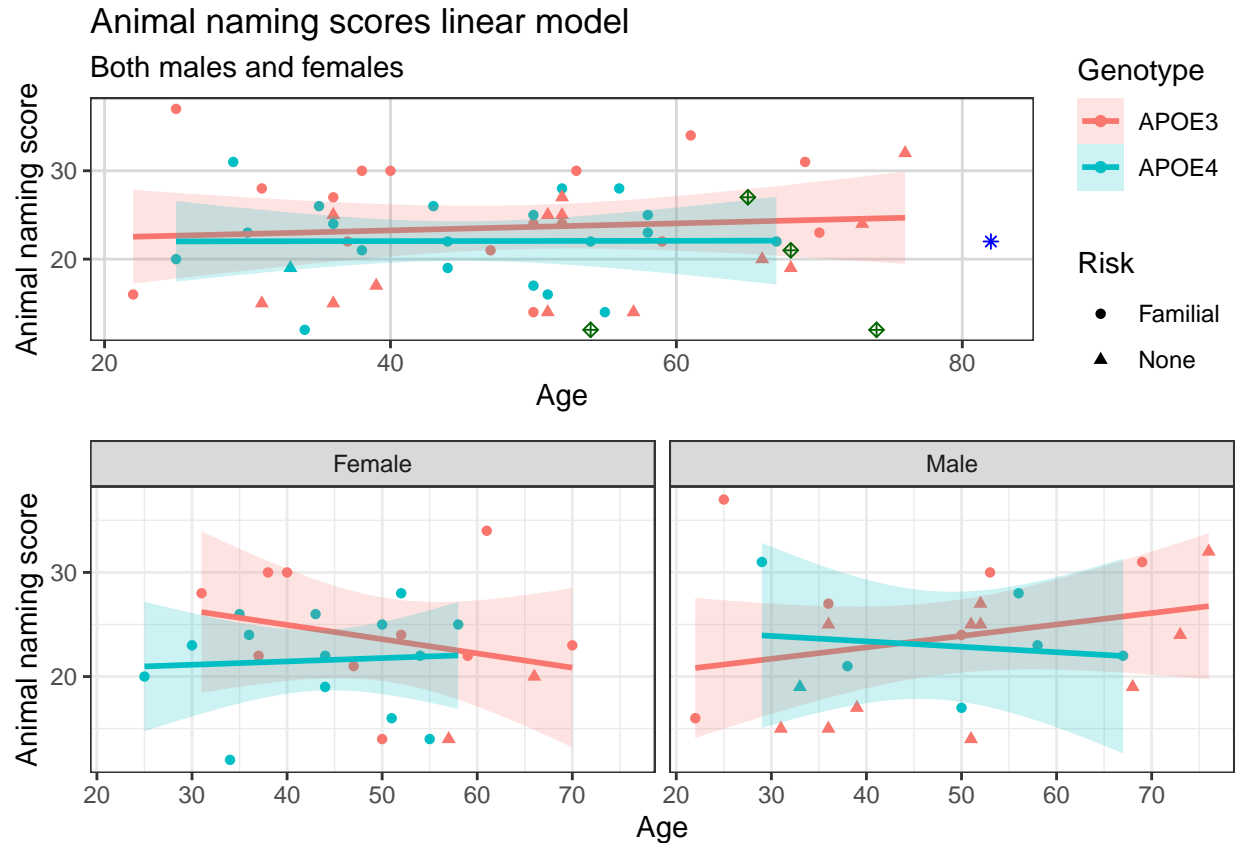 Animal naming scores linear model
Both males and females
Animal naming score
30
20
20
40
60
80
Age
Genotype
APOE3
APOE4
Risk
Familial
None
Female
Male
Animal naming score
30
20
20
30
40
50
60
70
20
30
40
50
60
70
Age